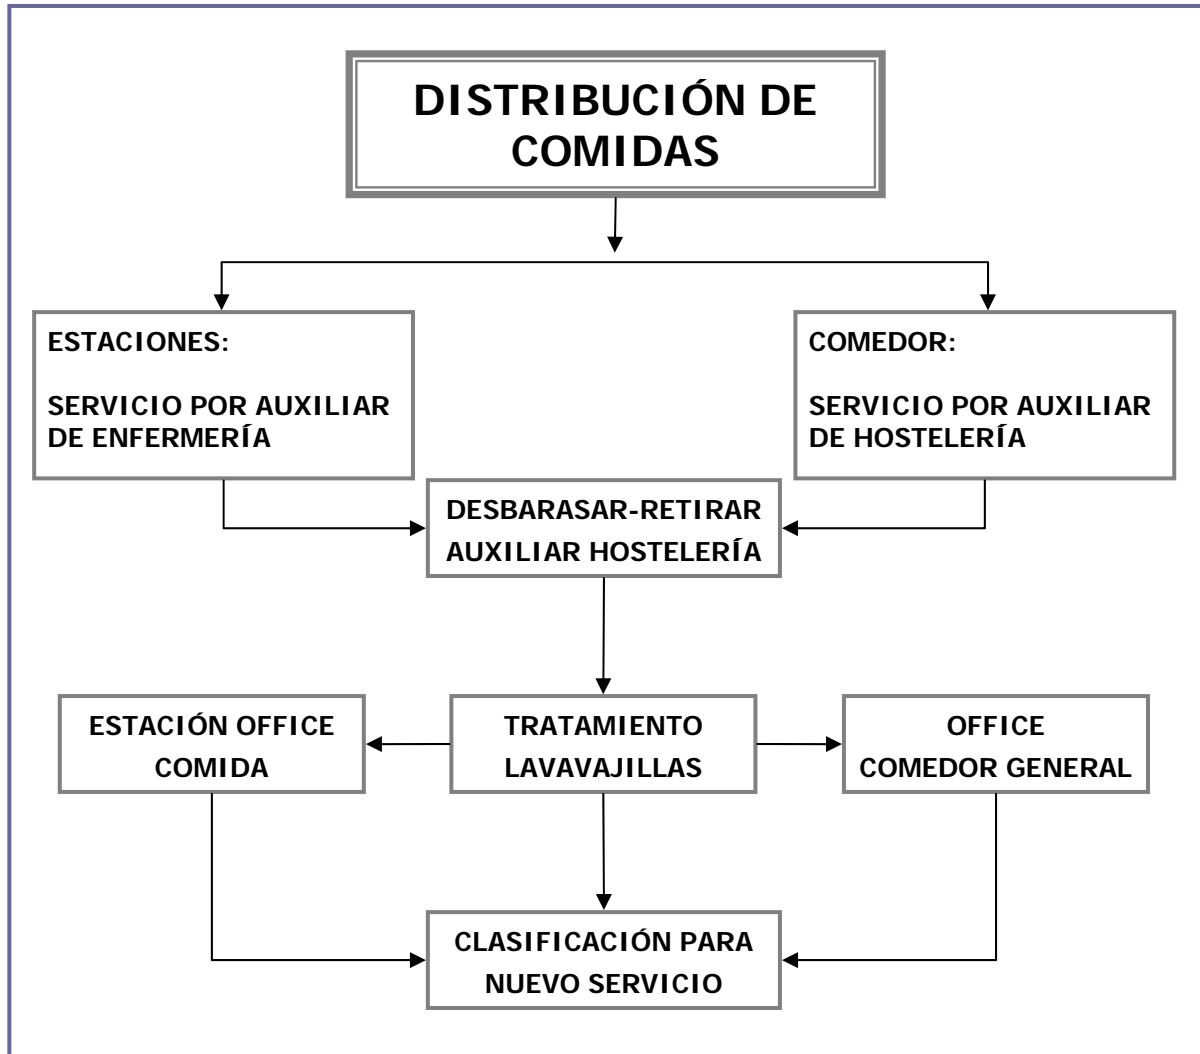 DISTRIBUCIÓN DE
COMIDAS
ESTACIONES:
SERVICIO POR AUXILIAR
DE ENFERMERÍA
COMEDOR:
SERVICIO POR AUXILIAR
DE HOSTELERÍA
DESBARASAR-RETIRAR
AUXILIAR HOSTELERÍA
ESTACIÓN OFFICE
COMIDA
TRATAMIENTO
LAVAVAJILLAS
OFFICE
COMEDOR GENERAL
CLASIFICACIÓN PARA
NUEVO SERVICIO